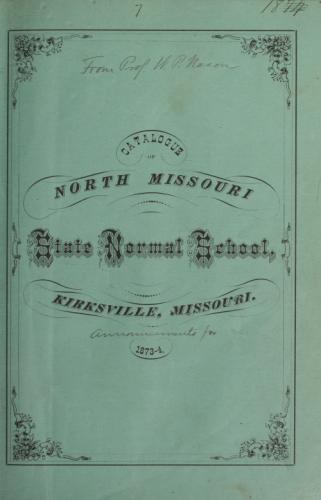 7
From Prof W. P. Nason
CATALOGUE
OF
NORTH MISSOURI
State Normal School,
KIRKSVILLE, MISSOURI.
announcements for
1873-4.